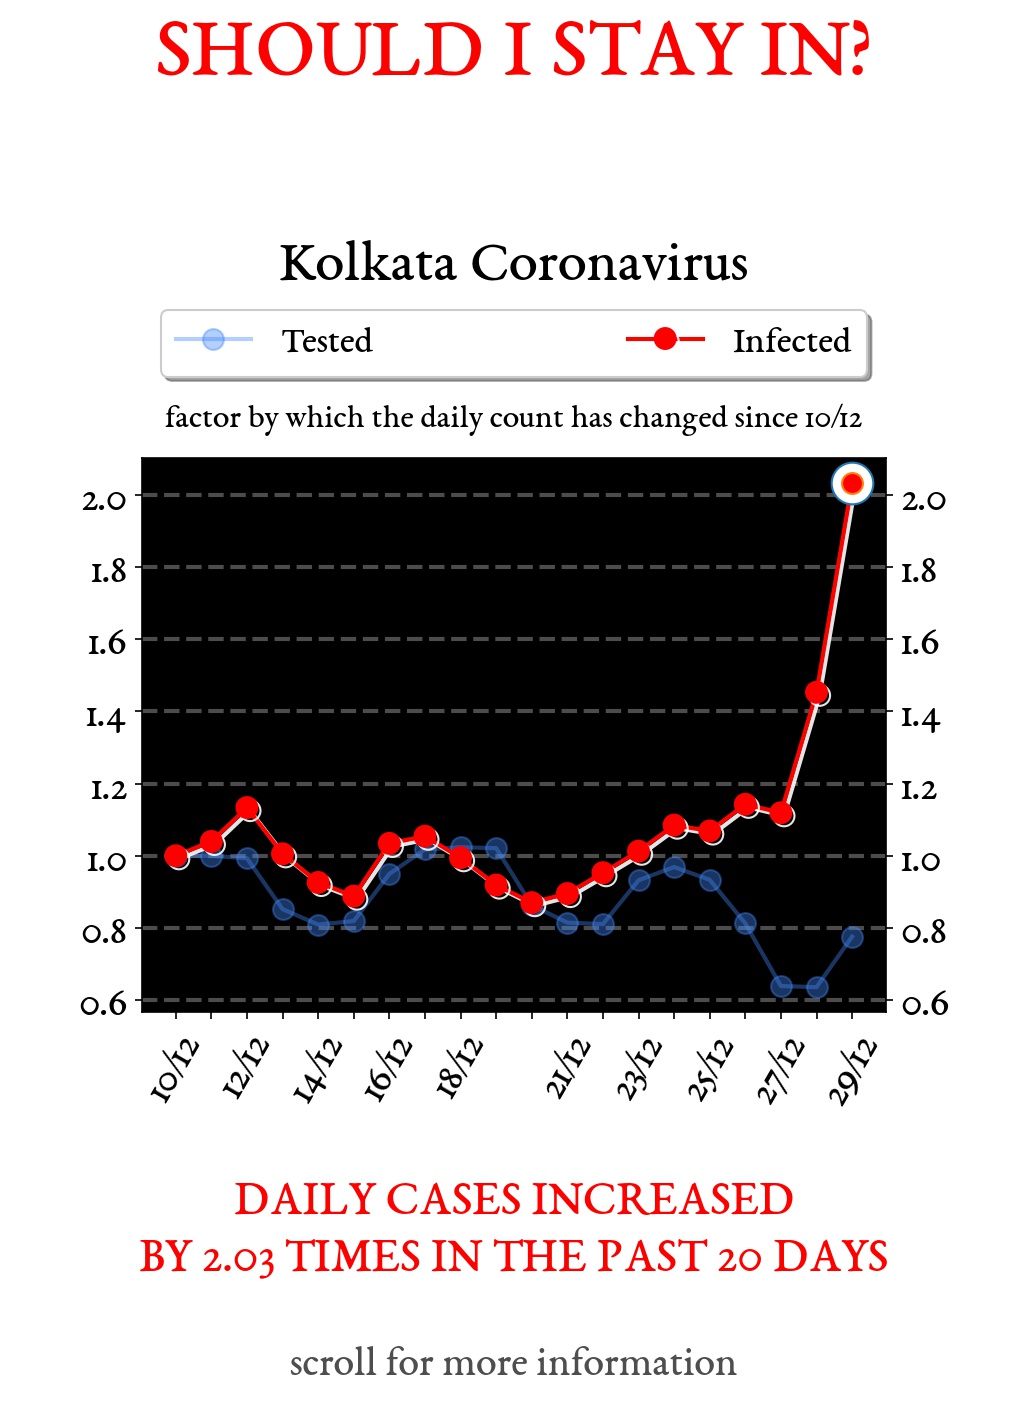 SHOULD I STAY IN?
Kolkata Coronavirus
Tested Infected
factor by which the daily count has changed since 10/12
2.0 2.0
1.8 1.8
1.6 1.6
1.4 1.4
1.2 1.2
1.0 1.0
0.8 0.8
0.6 0.6
10/12 12/12 14/12 16/12 18/12 21/12 23/12 25/12 27/12 29/12
DAILY CASES INCREASED
BY 2.03 TIMES IN THE PAST 20 DAYS
scroll for more information